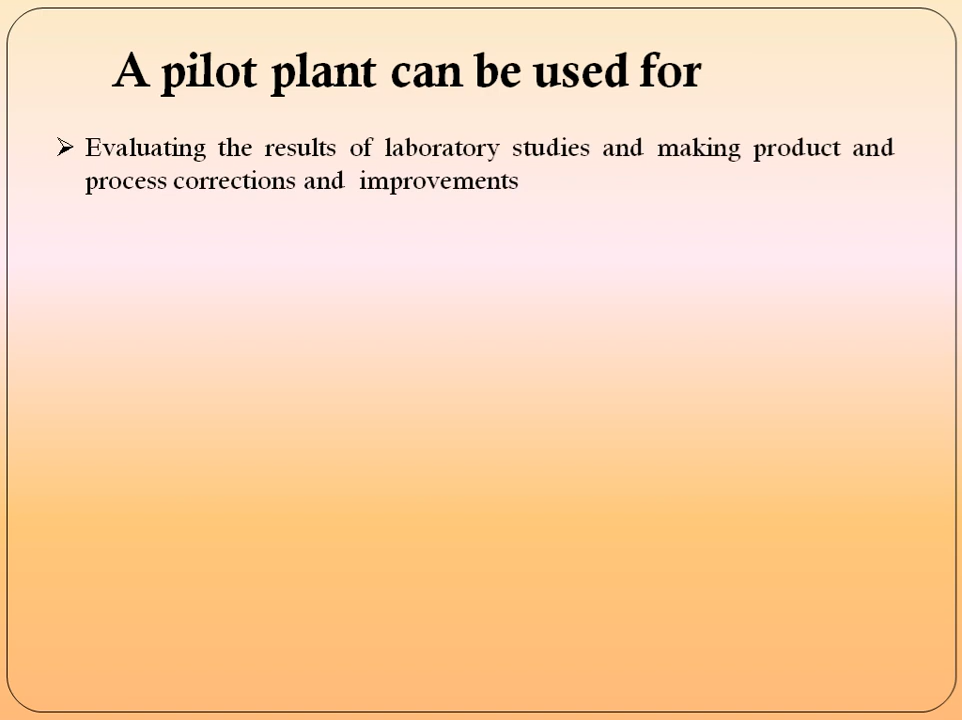 A pilot plant can be used for
➢ Evaluating the results of laboratory studies and making product and
process corrections and improvements